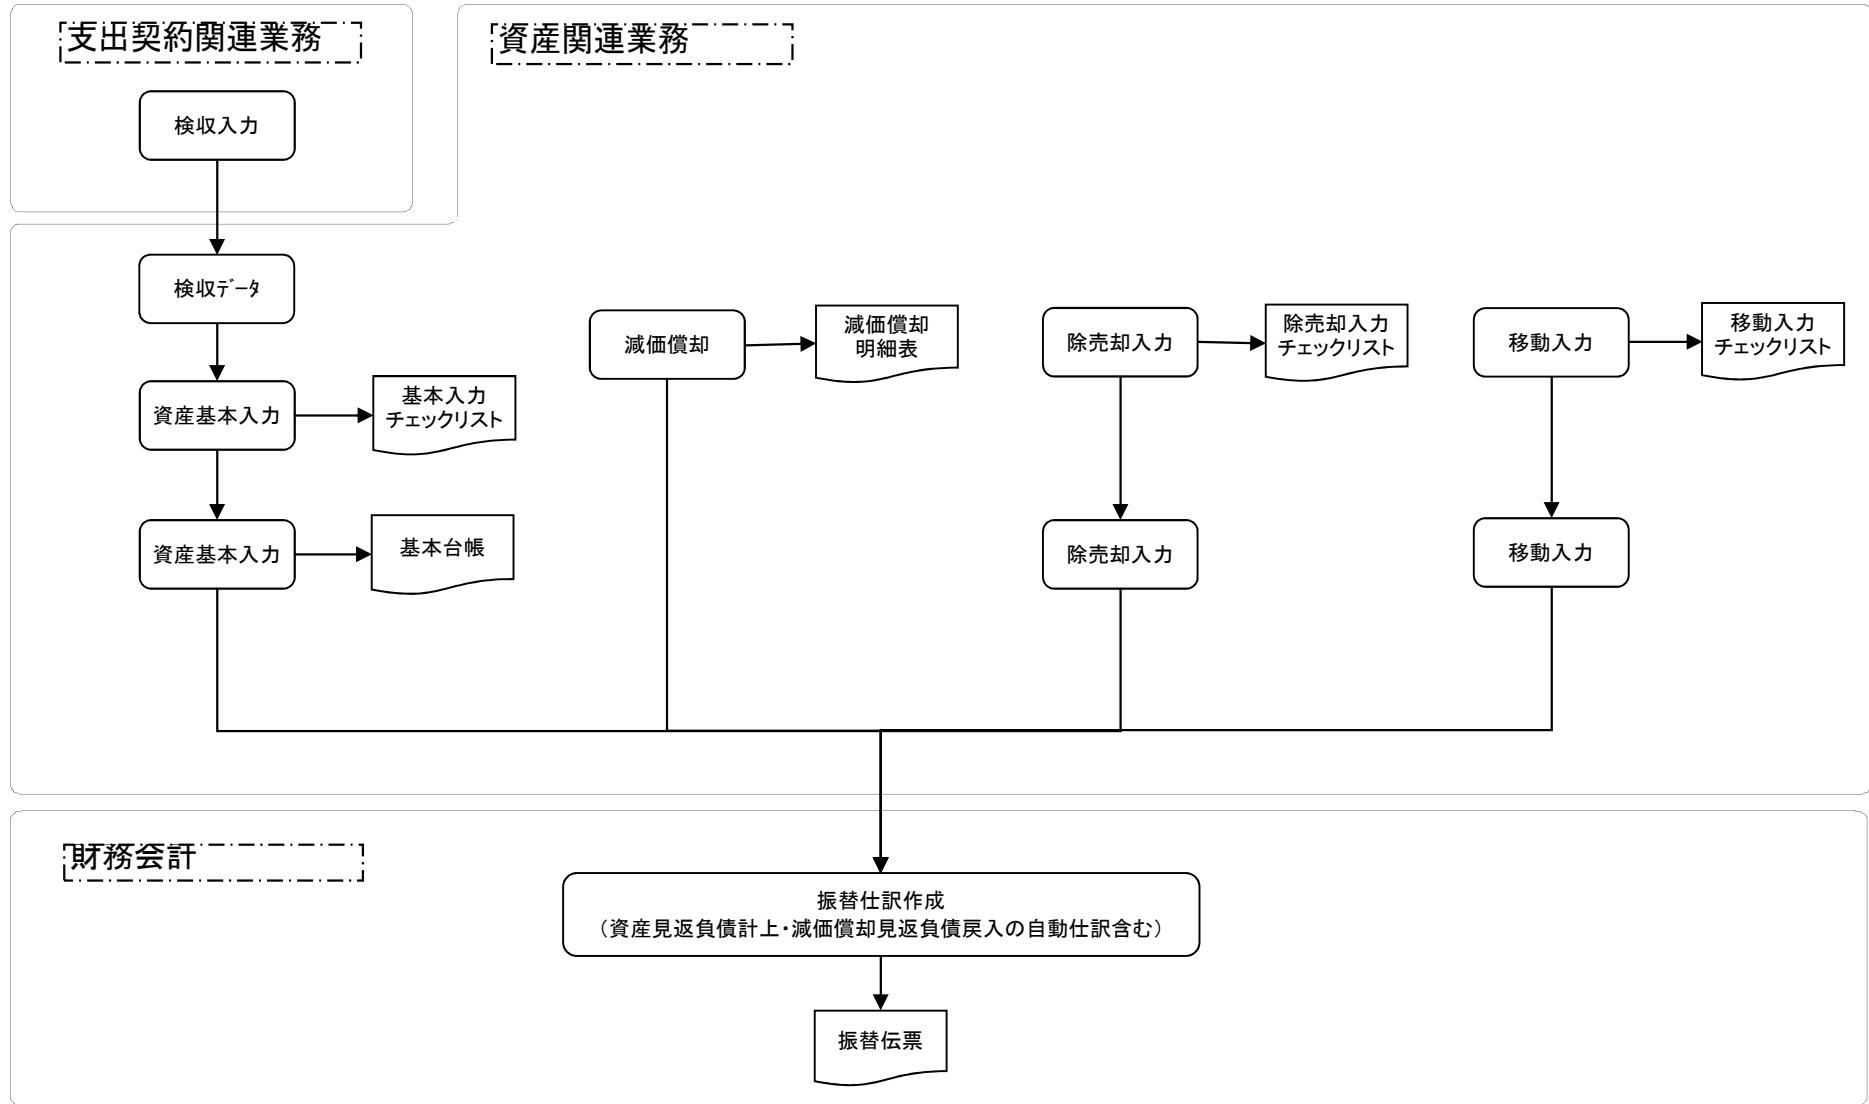 支出契約関連業務
検収入力
資産関連業務
検収ﾃﾞｰﾀ
資産基本入力
基本入力
チェックリスト
資産基本入力
基本台帳
減価償却
減価償却
明細表
除売却入力
除売却入力
チェックリスト
除売却入力
移動入力
移動入力
チェックリスト
移動入力
財務会計
振替仕訳作成
（資産見返負債計上・減価償却見返負債戻入の自動仕訳含む）
振替伝票